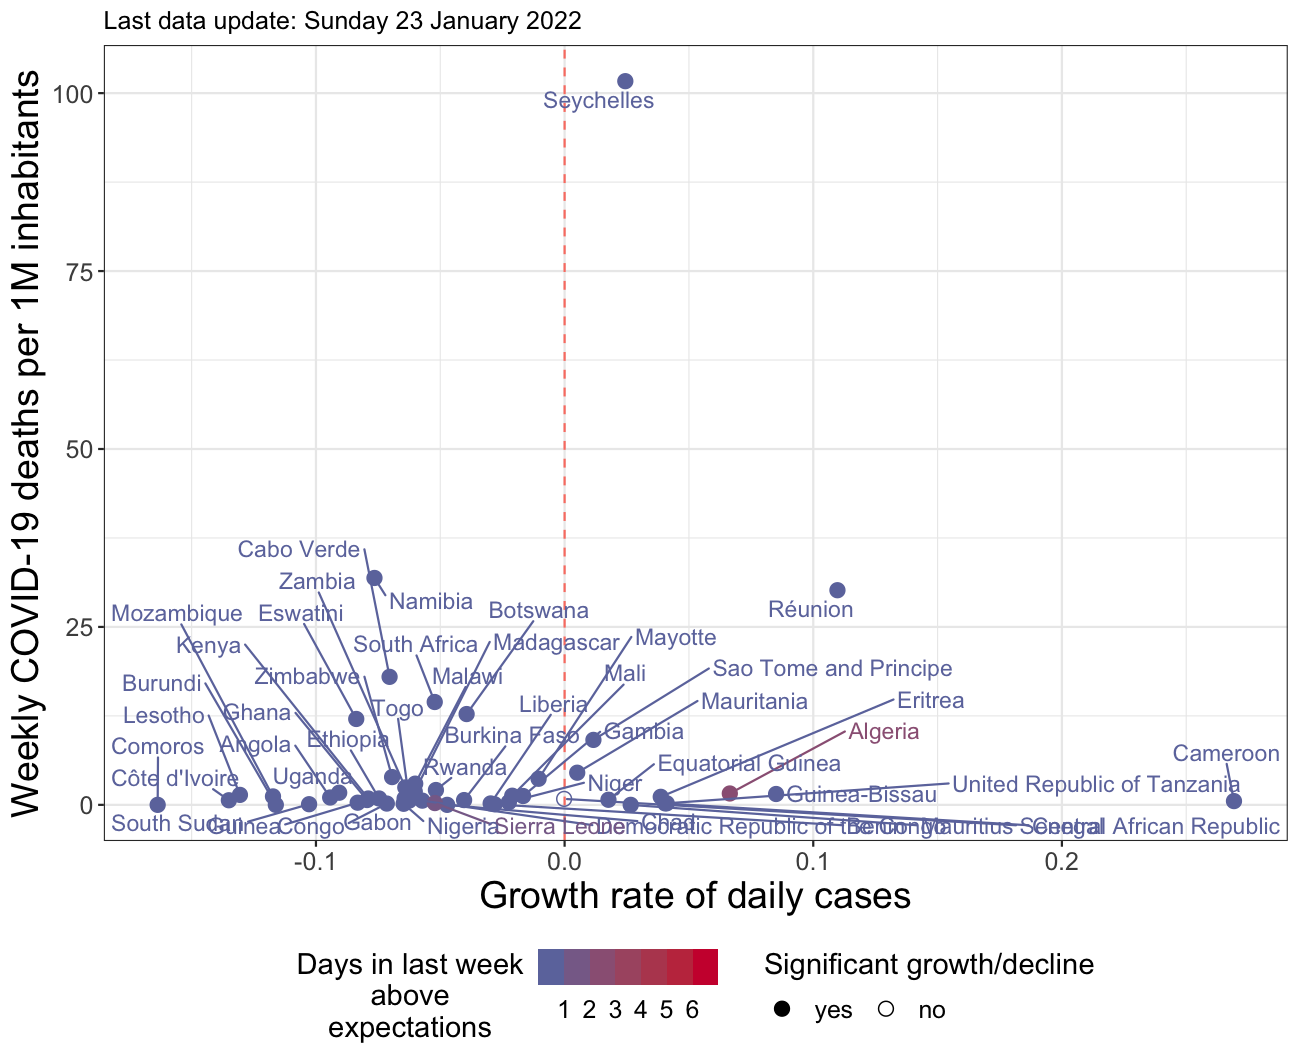 Last data update: Sunday 23 January 2022
Weekly COVID-19 deaths per 1M inhabitants
100
75
50
25
0
Seychelles
Cabo Verde
Zambia
Namibia
Réunion
Mozambique
Eswatini
Botswana
Kenya
South Africa
Madagascar
Mayotte
Zimbabwe
Malawi
Mali
Sao Tome and Principe
Burundi
Lesotho
Ghana
Togo
Liberia
Mauritania
Eritrea
Comoros
Angola
Ethiopia
Burkina Faso
Gambia
Algeria
Côte d'Ivoire
Uganda
Rwanda
Niger
Equatorial Guinea
Cameroon
Guinea-Bissau
United Republic of Tanzania
South Sudan
Guinea
Congo
Gabon
Nigeria
Sierra Leone
Chad
Democratic Republic of the Congo
Benin
Mauritius
Senegal
Central African Republic
-0.1
0.0
0.1
0.2
Growth rate of daily cases
Days in last week
above
expectations
1 2 3 4 5 6
Significant growth/decline
yes
no